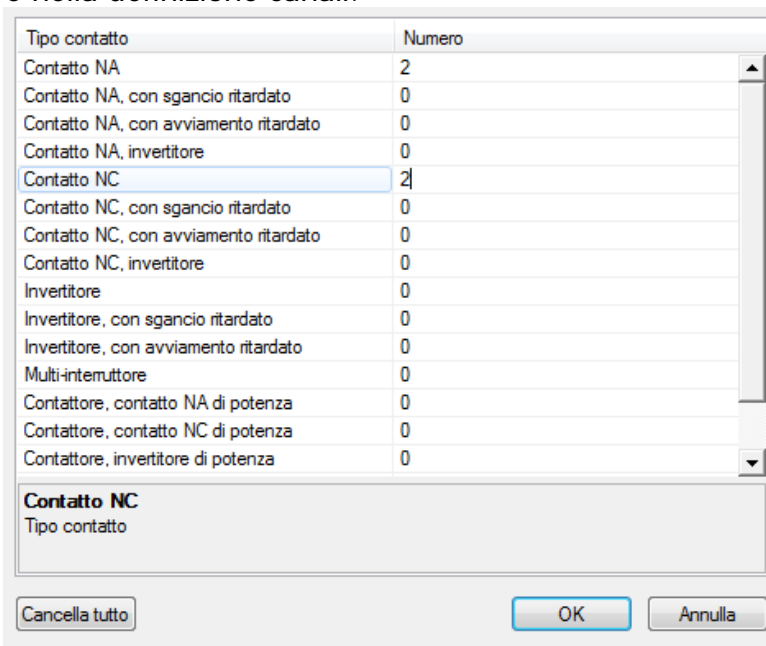 Tipo contatto Numero
Contatto NA 2
Contatto NA, con sgancio ritardato 0
Contatto NA, con avviamento ritardato 0
Contatto NA, invertitore 0
Contatto NC 2
Contatto NC, con sgancio ritardato 0
Contatto NC, con avviamento ritardato 0
Contatto NC, invertitore 0
Invertitore 0
Invertitore, con sgancio ritardato 0
Invertitore, con avviamento ritardato 0
Multi-interruttore 0
Contattore, contatto NA di potenza 0
Contattore, contatto NC di potenza 0
Contattore, invertitore di potenza 0
Contatto NC
Tipo contatto
Cancella tutto OK Annulla